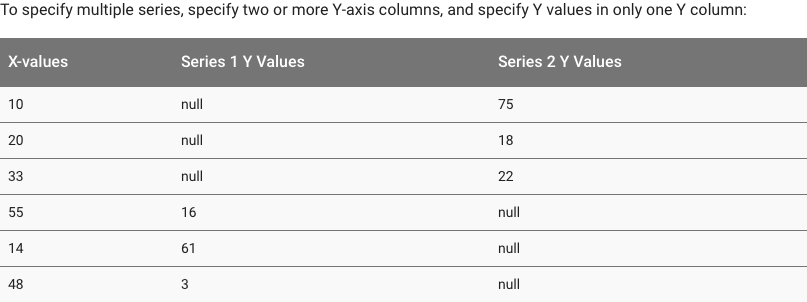 To specify multiple series, specify two or more Y-axis columns, and specify Y values in only one Y column:
X-values Series 1 Y Values Series 2 Y Values
10 null 75
20 null 18
33 null 22
55 16 null
14 61 null
48 3 null